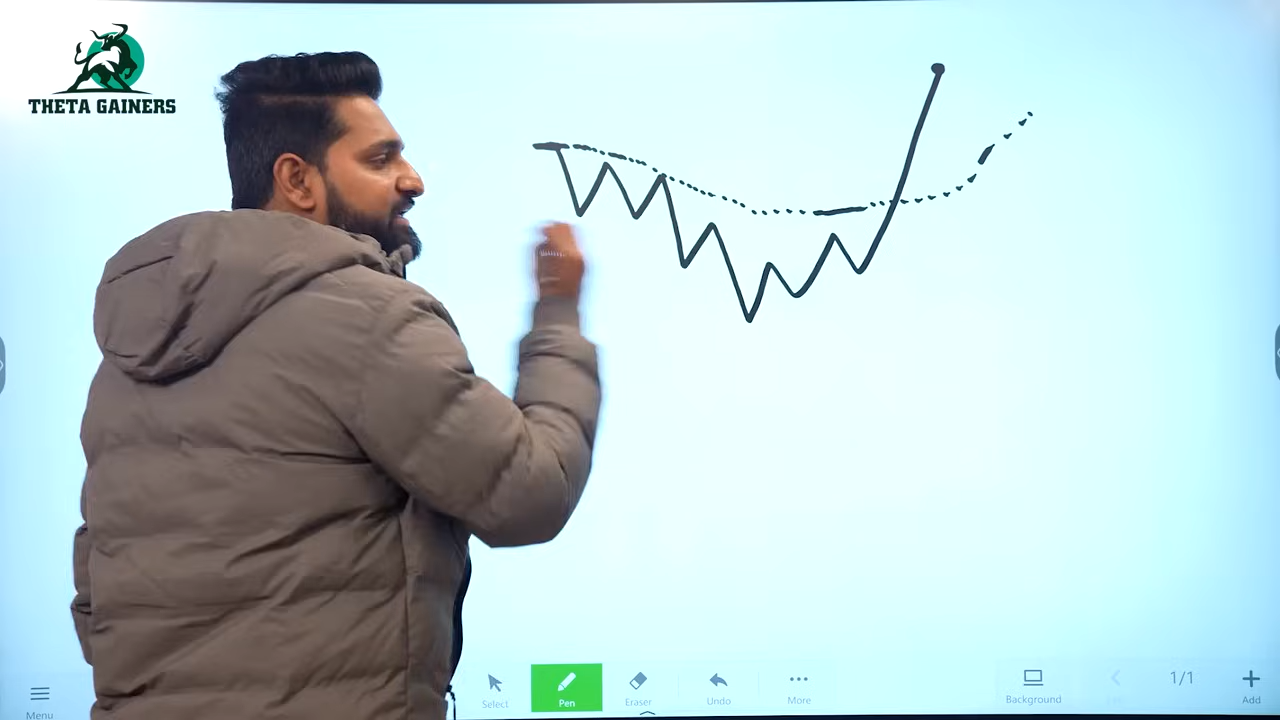 THETA GAINERS
Menu
Select
Pen
Eraser
Undo
More
Background
1/1
Add